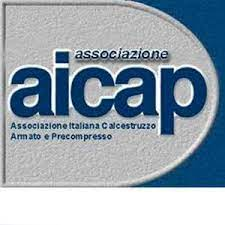 associazione
aicap
Associazione Italiana Calcestruzzo
Armato e Precompresso